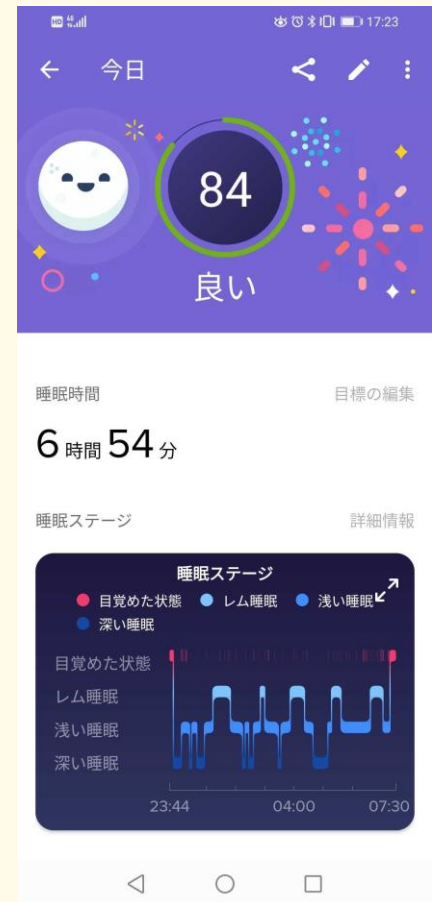 HD 17:23
今日
84
良い
睡眠時間 目標の編集
6 時間 54 分
睡眠ステージ 詳細情報
睡眠ステージ
目覚めた状態 レム睡眠 浅い睡眠
深い睡眠
目覚めた状態
レム睡眠
浅い睡眠
深い睡眠
23:44 04:00 07:30